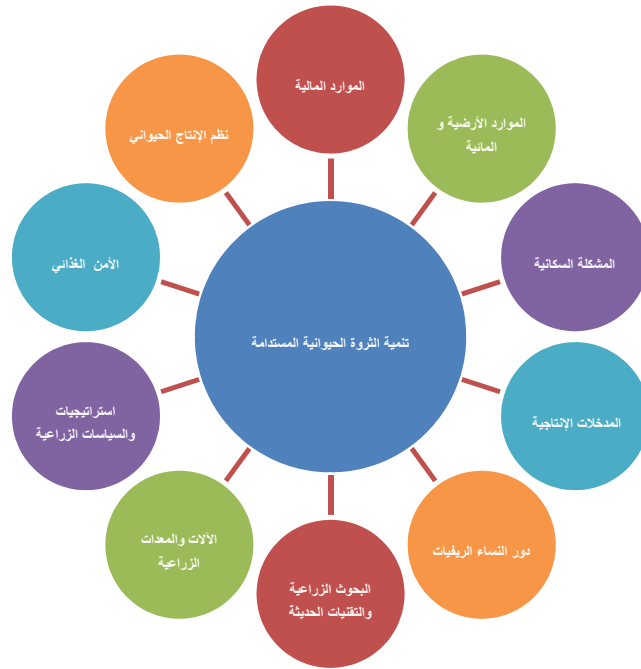 الموارد المالية
الموارد الأرضية و
المائية
المشكلة السكانية
المدخلات الإنتاجية
دور النساء الريفيات
البحوث الزراعية
والتقنيات الحديثة
الآلات والمعدات
الزراعية
استراتيجيات
والسياسات الزراعية
الأمن الغذائي
نظم الإنتاج الحيواني
تنمية الثروة الحيوانية المستدامة